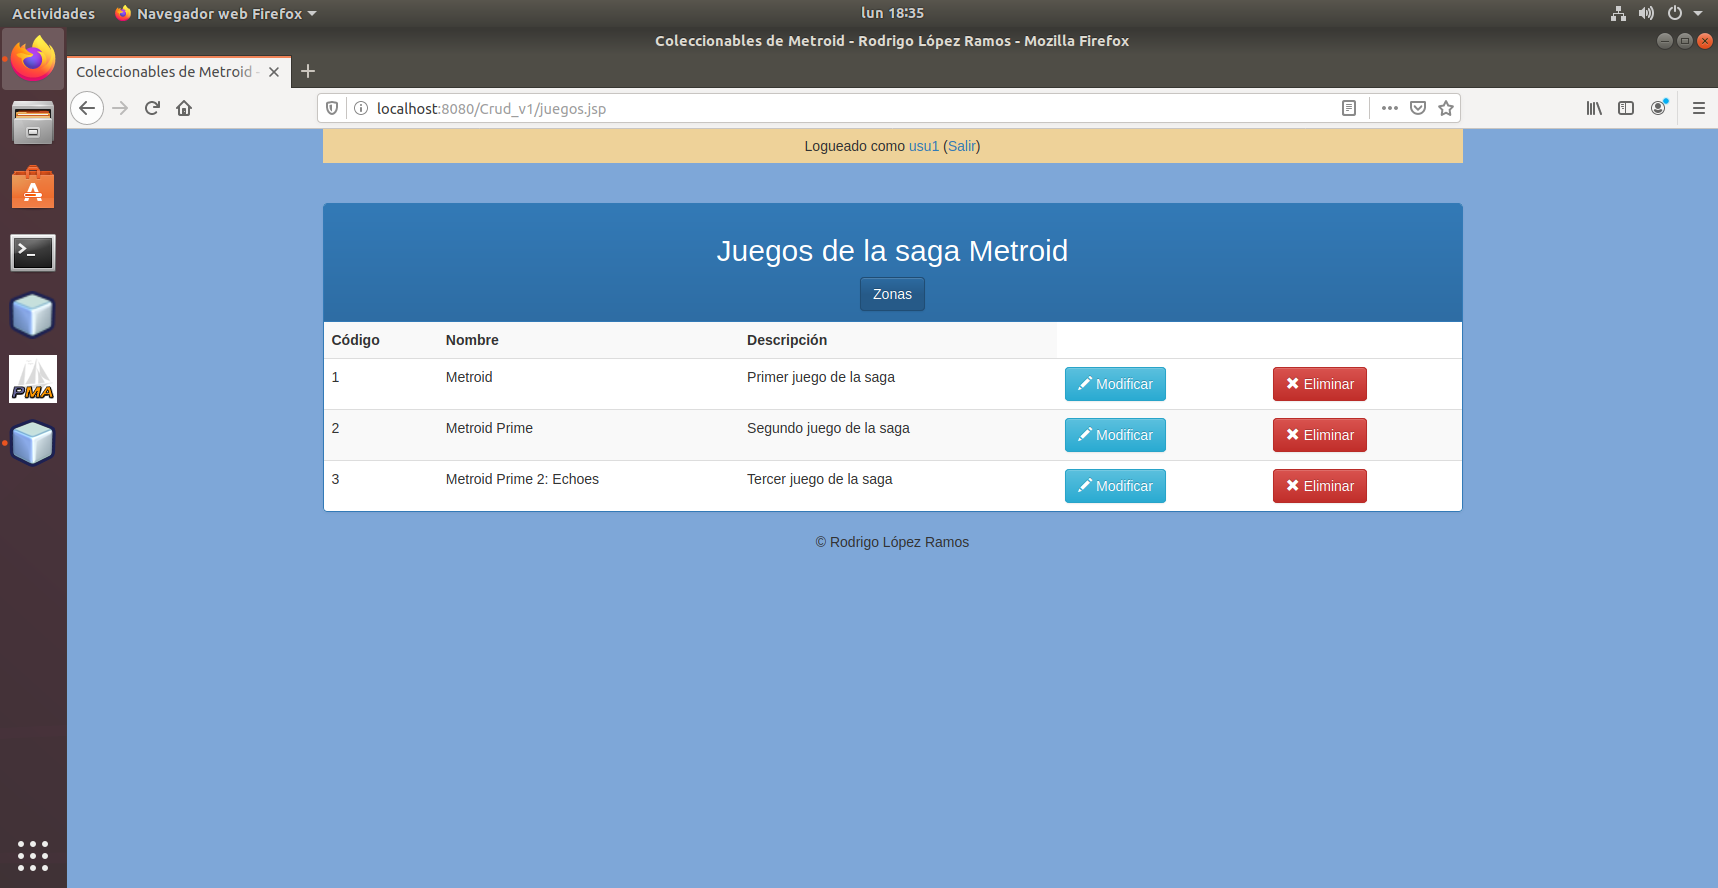 Actividades Navegador web Firefox lun 18:35
Coleccionables de Metroid - Rodrigo López Ramos - Mozilla Firefox
Coleccionables de Metroid -
localhost:8080/Crud_v1/juegos.jsp
Logueado como usu1 (Salir)
Juegos de la saga Metroid
Zonas
Código Nombre Descripción
1 Metroid Primer juego de la saga Modificar Eliminar
2 Metroid Prime Segundo juego de la saga Modificar Eliminar
3 Metroid Prime 2: Echoes Tercer juego de la saga Modificar Eliminar
PMA
© Rodrigo López Ramos